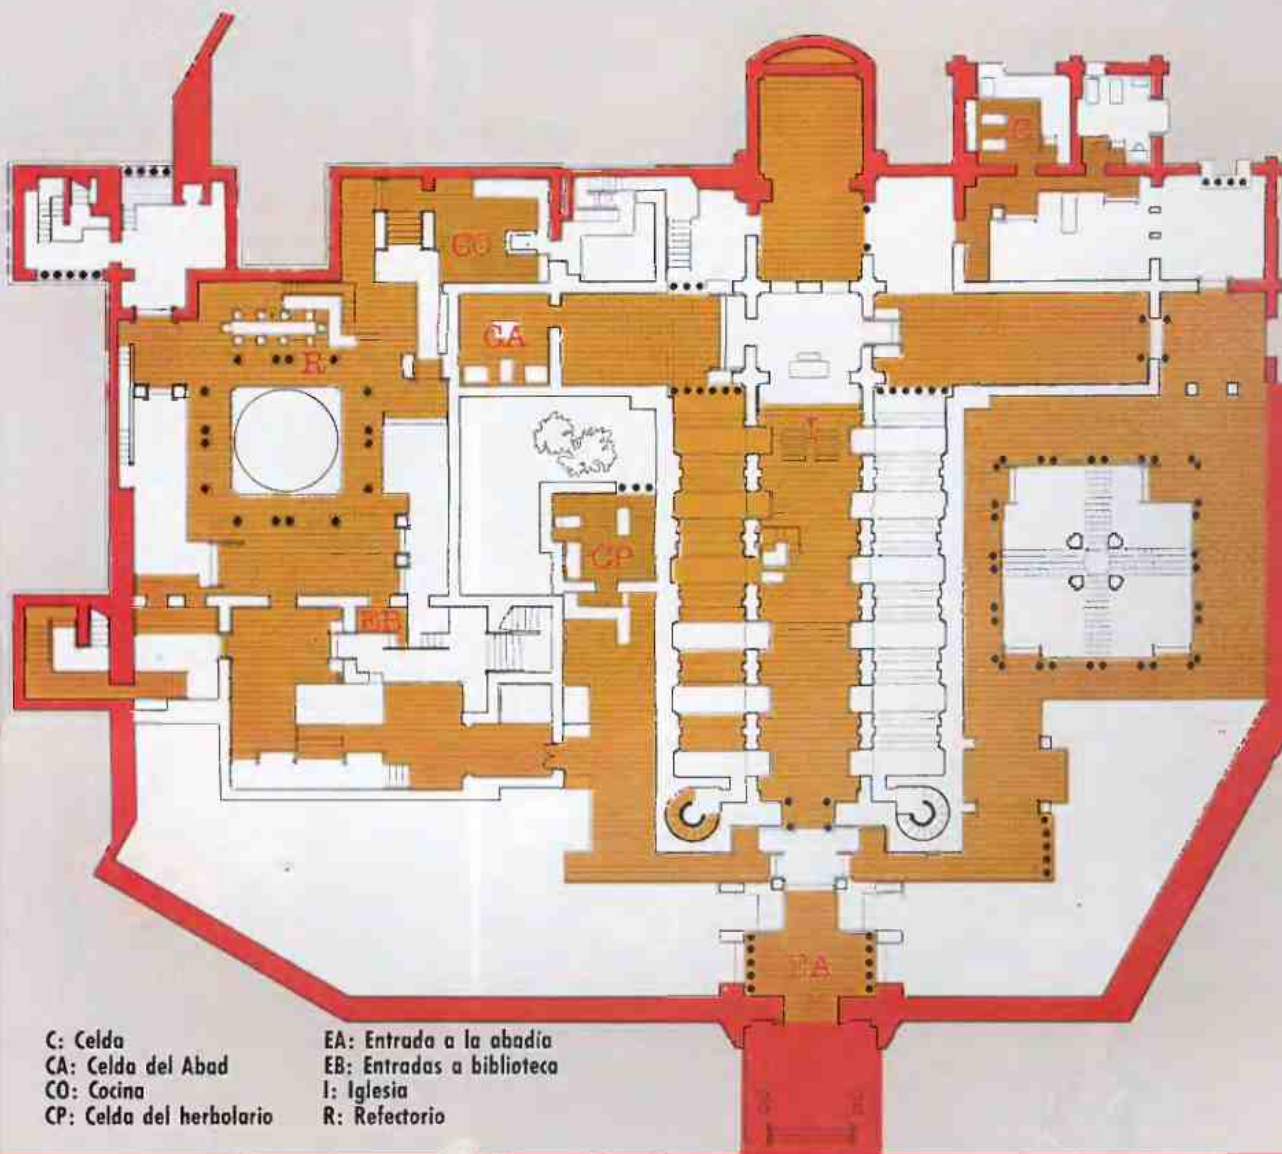 C
CO
CA
R
I
CP
EB
EA
C: Celda
CA: Celda del Abad
CO: Cocina
CP: Celda del herbolario
EA: Entrada a la abadía
EB: Entradas a biblioteca
I: Iglesia
R: Refectorio